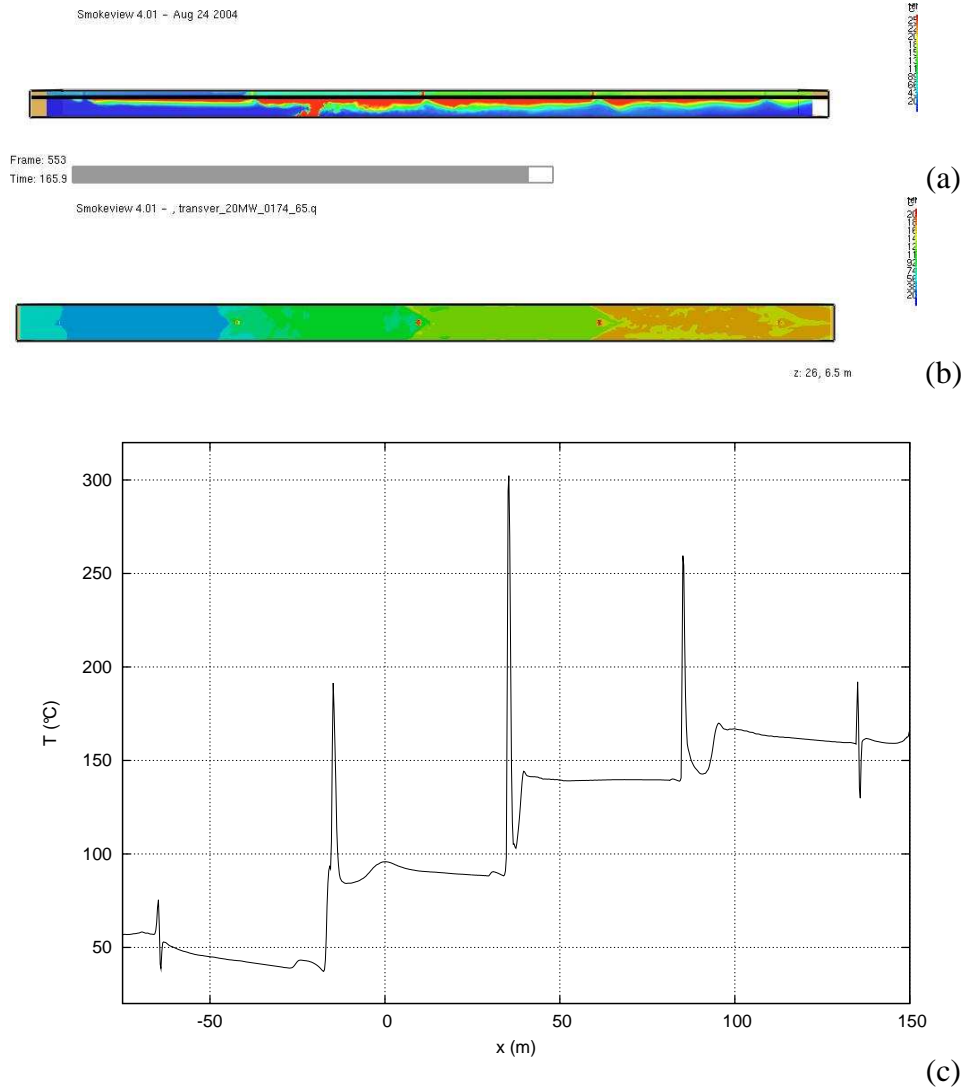 Smokeview 4.01 - Aug 24 2004
Frame: 553
Time: 165.9
(a)
Smokeview 4.01 - , transver_20MW_0174_65.q
z: 26, 6.5 m
(b)
300
250
200
150
100
50
T (°C)
-50
0
50
100
150
x (m)
(c)